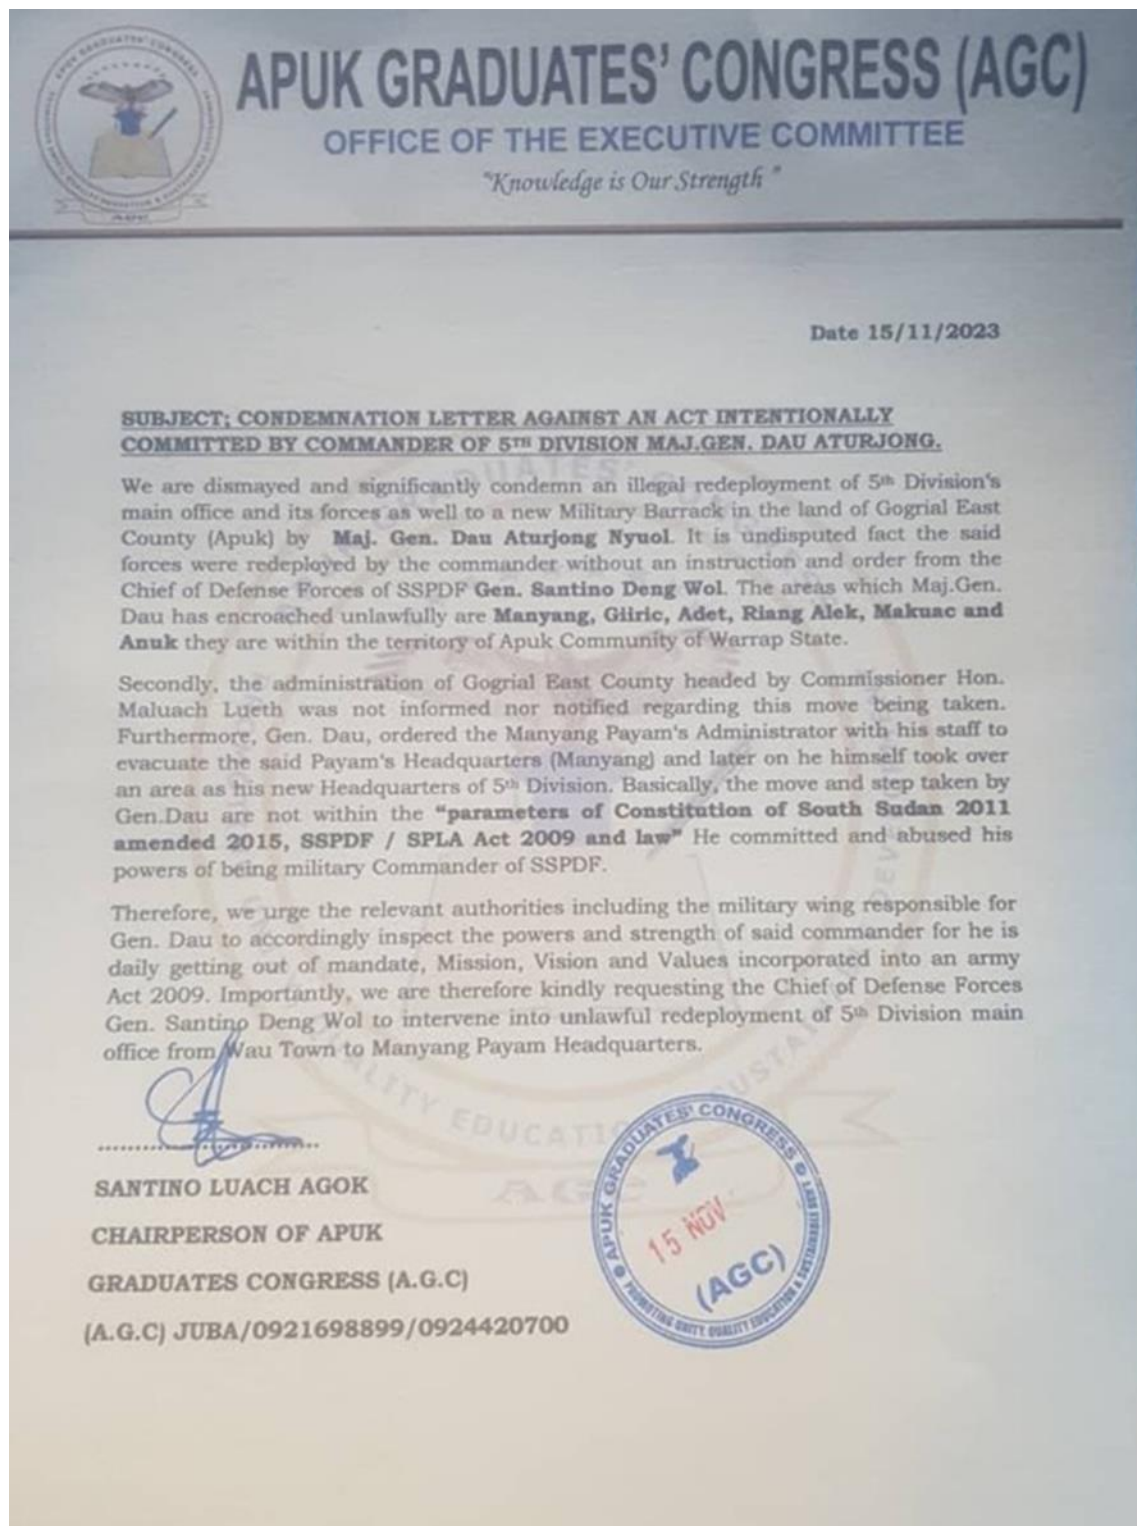 APUK GRADUATES' CONGRESS (AGC)
OFFICE OF THE EXECUTIVE COMMITTEE
"Knowledge is Our Strength"
Date 15/11/2023
SUBJECT; CONDEMNATION LETTER AGAINST AN ACT INTENTIONALLY
COMMITTED BY COMMANDER OF 5TH DIVISION MAJ.GEN. DAU ATURJONG.
We are dismayed and significantly condemn an illegal redeployment of 5th Division's
main office and its forces as well to a new Military Barrack in the land of Gogrial East
County (Apuk) by Maj. Gen. Dau Aturjong Nyuol. It is undisputed fact the said
forces were redeployed by the commander without an instruction and order from the
Chief of Defense Forces of SSPDF Gen. Santino Deng Wol. The areas which Maj.Gen.
Dau has encroached unlawfully are Manyang, Giiric, Adet, Riang Alek, Makuac and
Anuk they are within the territory of Apuk Community of Warrap State.
Secondly, the administration of Gogrial East County headed by Commissioner Hon.
Maluach Lueth was not informed nor notified regarding this move being taken.
Furthermore, Gen. Dau, ordered the Manyang Payam's Administrator with his staff to
evacuate the said Payam's Headquarters (Manyang) and later on he himself took over
an area as his new Headquarters of 5th Division. Basically, the move and step taken by
Gen.Dau are not within the "parameters of Constitution of South Sudan 2011
amended 2015, SSPDF / SPLA Act 2009 and law" He committed and abused his
powers of being military Commander of SSPDF.
Therefore, we urge the relevant authorities including the military wing responsible for
Gen. Dau to accordingly inspect the powers and strength of said commander for he is
daily getting out of mandate, Mission, Vision and Values incorporated into an army
Act 2009. Importantly, we are therefore kindly requesting the Chief of Defense Forces
Gen. Santino Deng Wol to intervene into unlawful redeployment of 5th Division main
office from Wau Town to Manyang Payam Headquarters.
SANTINO LUACH AGOK
CHAIRPERSON OF APUK
GRADUATES CONGRESS (A.G.C)
(A.G.C) JUBA/0921698899/0924420700
APUK GRADUATES' CONGRESS
15 NOV
(AGC)
PROMOTING UNITY, QUALITY EDUCATION & SUSTAINABLE